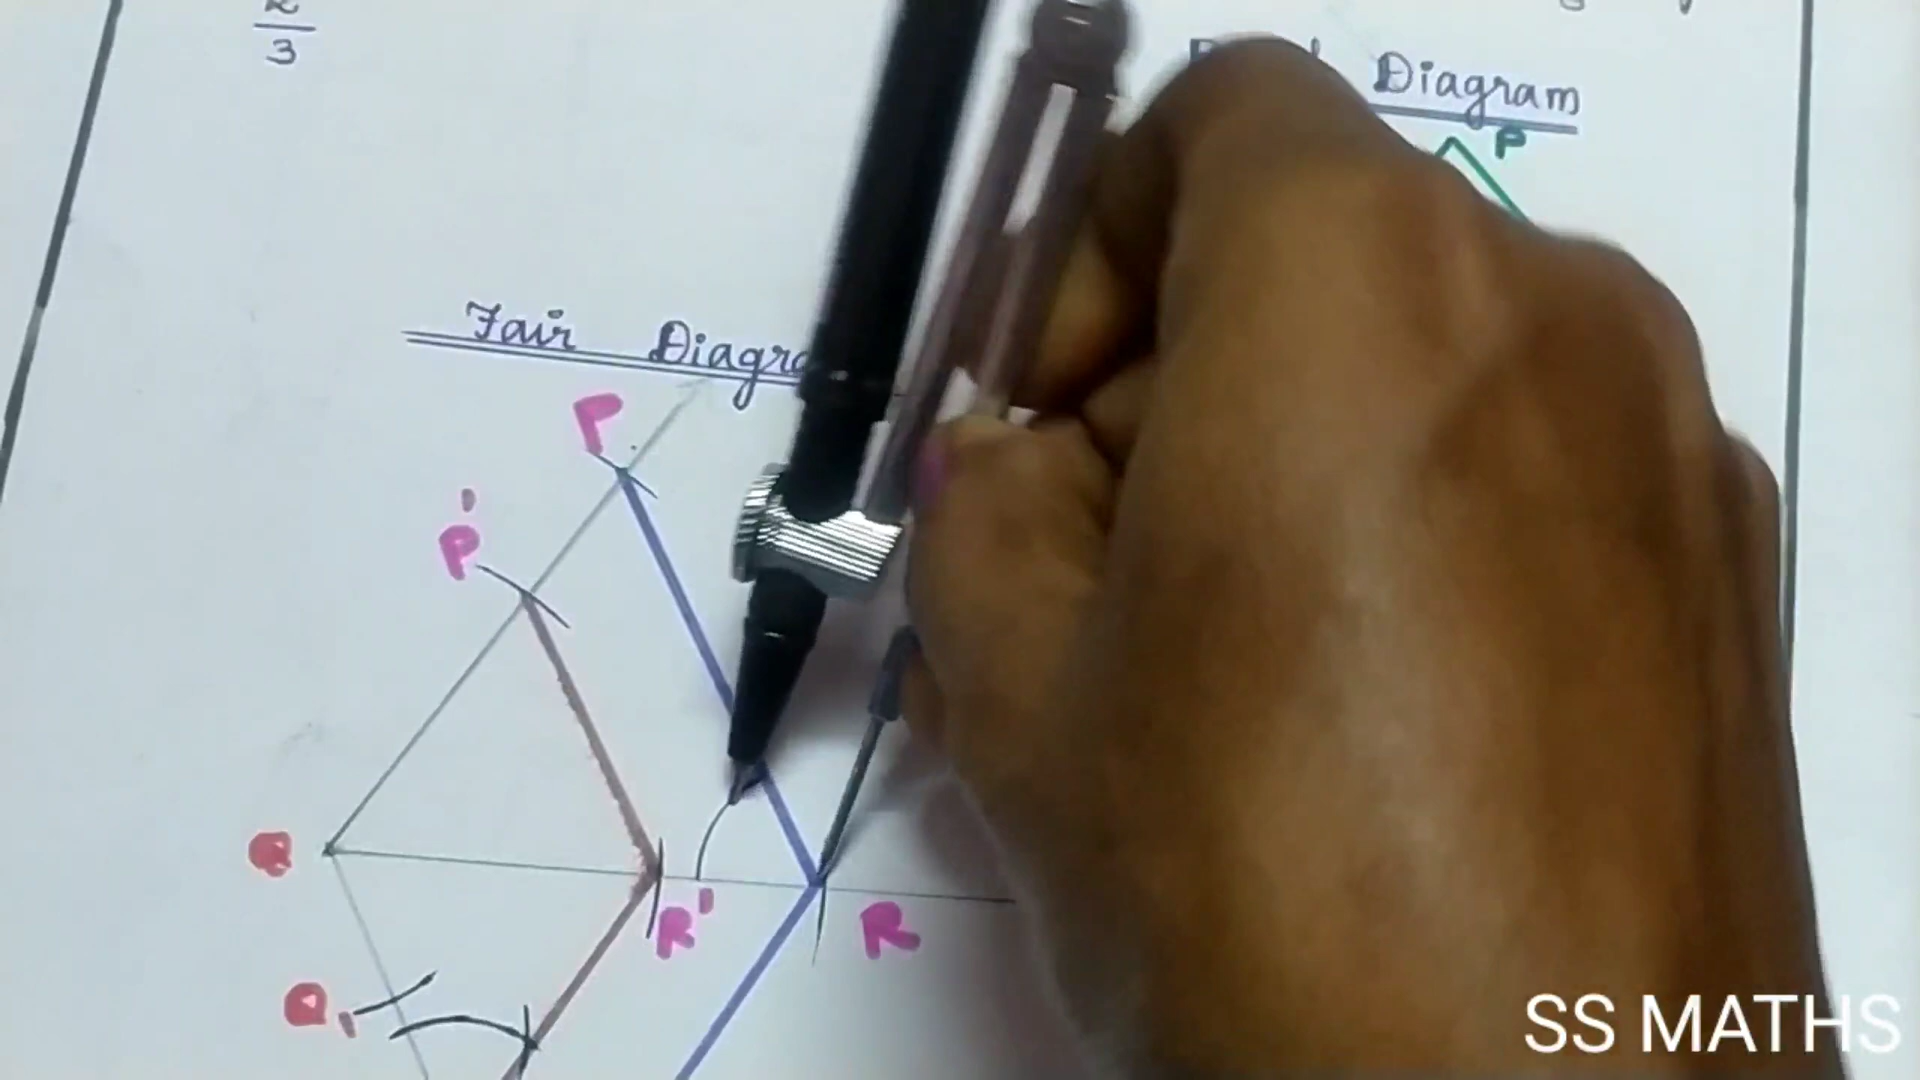 3
Diagram
P
Fair Diagra
P
P'
Q
R'
R
Q1
SS MATHS